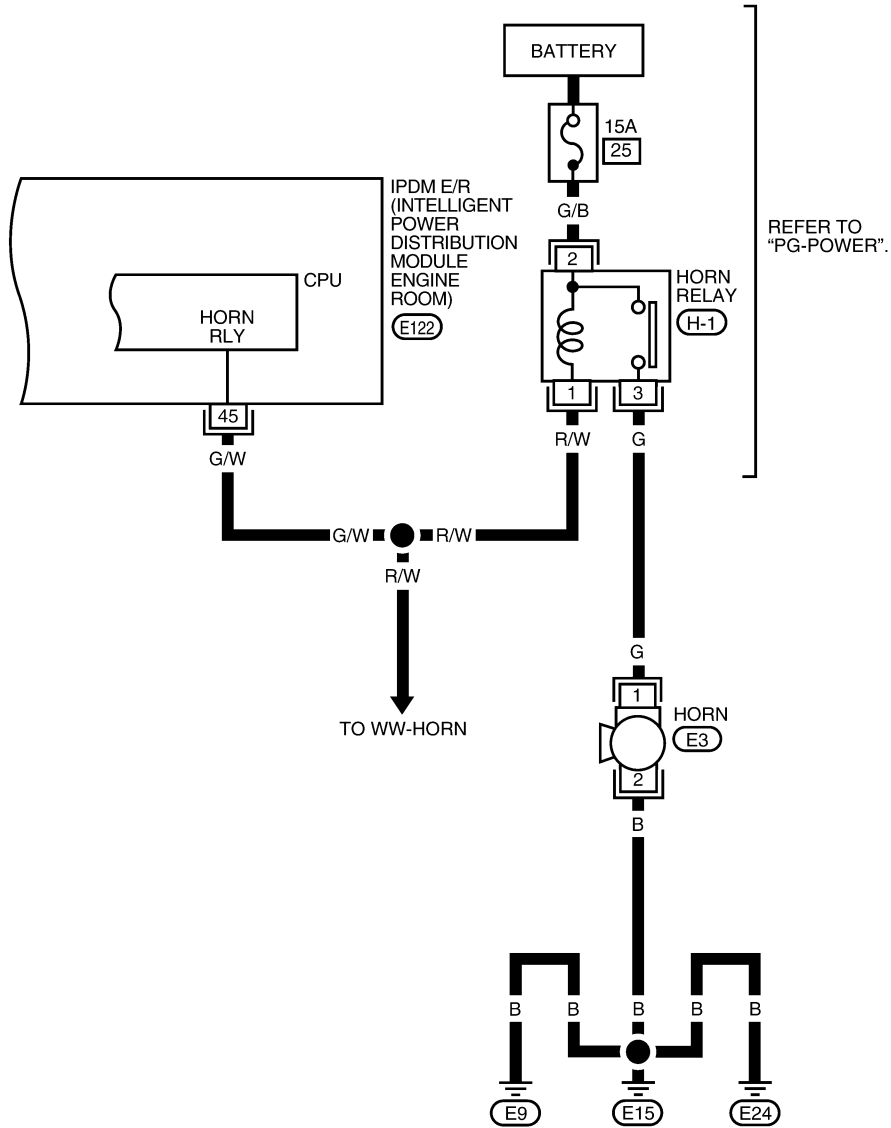 BATTERY
15A
25
G/B
2
IPDM E/R
(INTELLIGENT
POWER
DISTRIBUTION
MODULE
ENGINE
ROOM)
E122
CPU
HORN
RLY
45
G/W
HORN
RELAY
H-1
1
3
R/W
G
REFER TO
“PG-POWER”.
G/W
R/W
R/W
TO WW-HORN
G
1
HORN
E3
2
B
B
B
B
B
B
E9
E15
E24